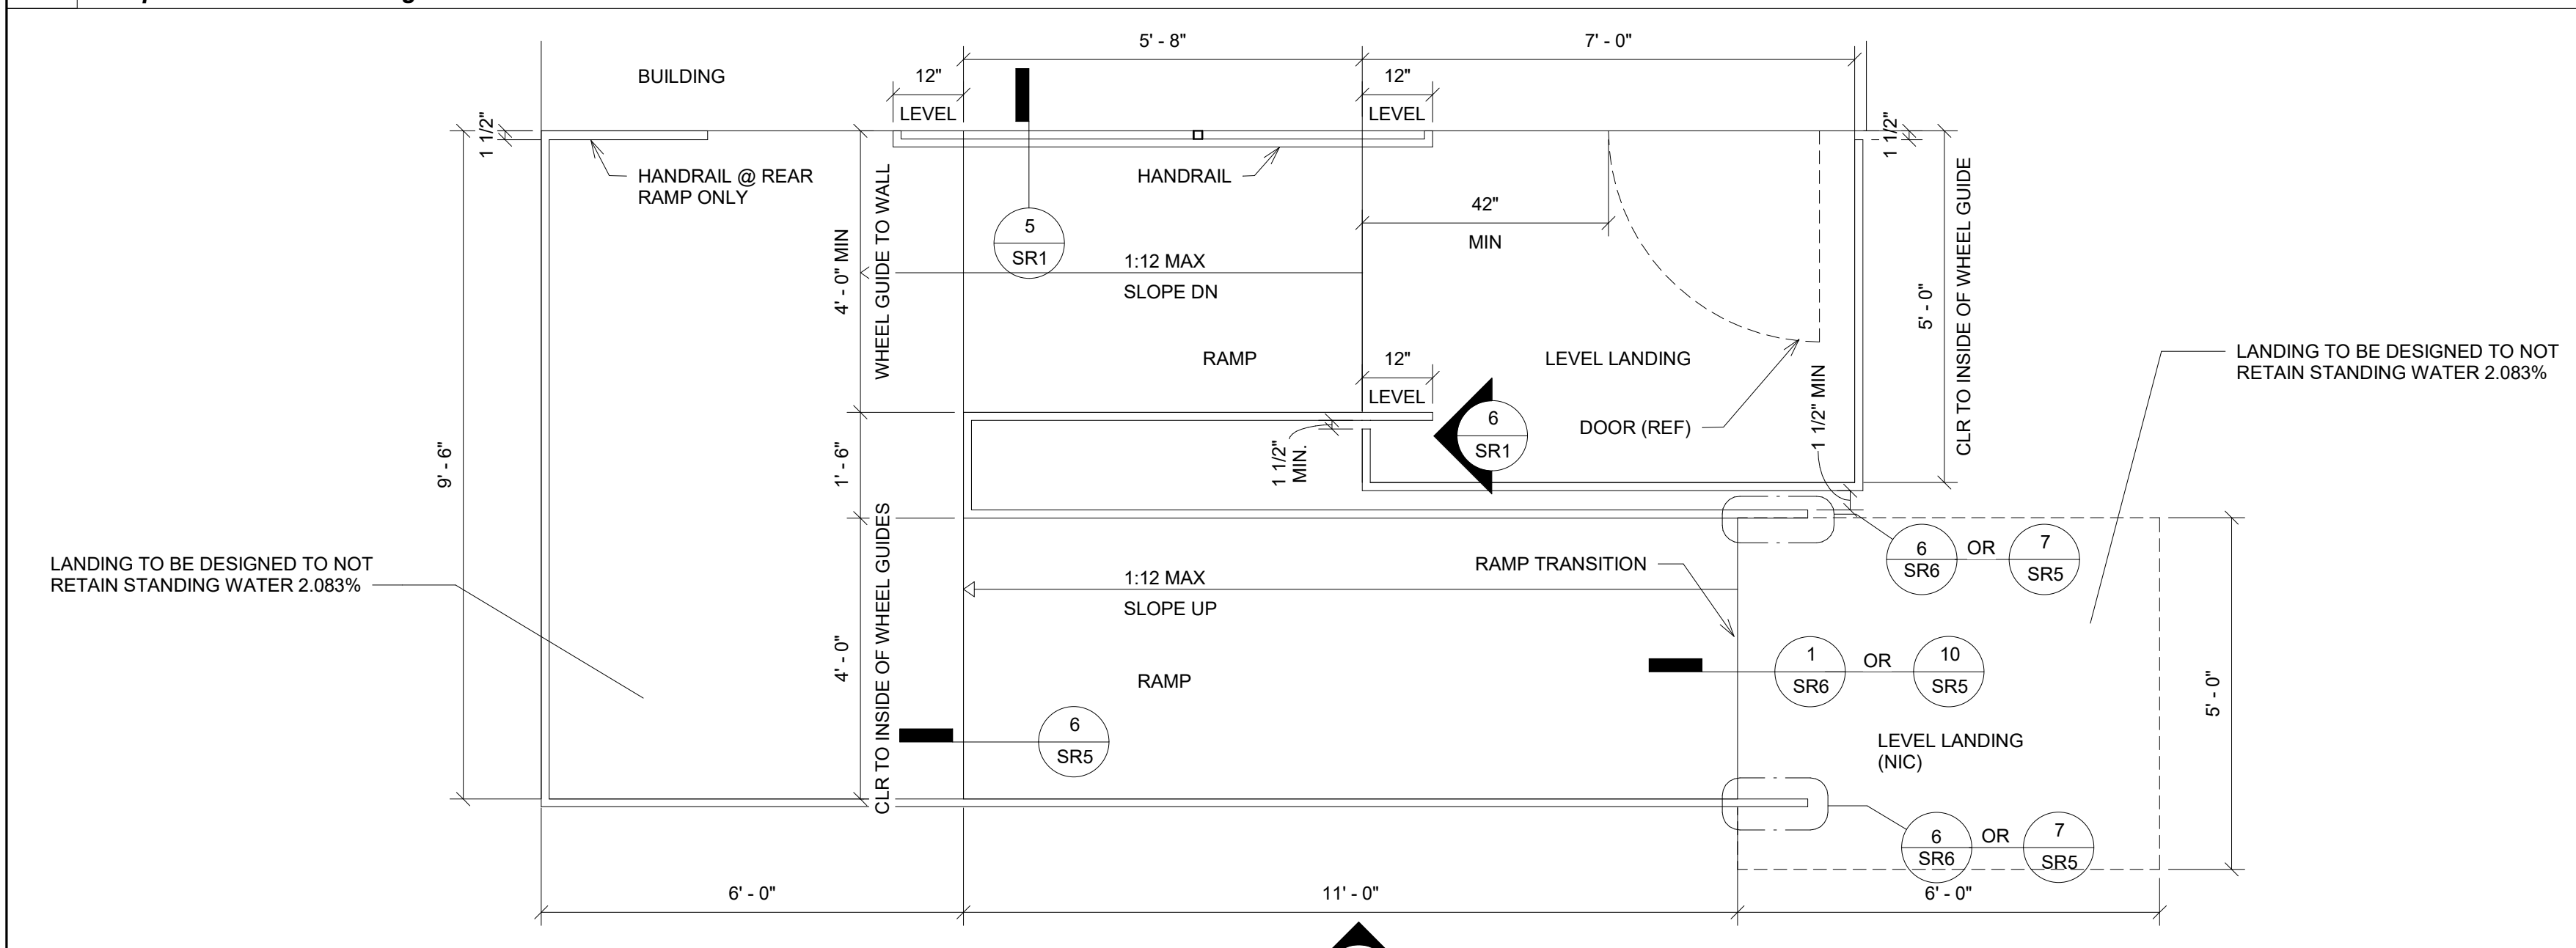 5' - 8"
7' - 0"
BUILDING
12"
LEVEL
12"
LEVEL
1 1/2"
1 1/2"
HANDRAIL @ REAR
RAMP ONLY
HANDRAIL
WHEEL GUIDE TO WALL
4' - 0" MIN
5
SR1
42"
MIN
1:12 MAX
SLOPE DN
5' - 0"
CLR TO INSIDE OF WHEEL GUIDE
RAMP
12"
LEVEL
LEVEL LANDING
LANDING TO BE DESIGNED TO NOT
RETAIN STANDING WATER 2.083%
1 1/2" MIN
DOOR (REF)
6
SR1
9' - 6"
1' - 6"
1 1/2"
MIN.
LANDING TO BE DESIGNED TO NOT
RETAIN STANDING WATER 2.083%
1:12 MAX
SLOPE UP
RAMP TRANSITION
6
SR6
OR
7
SR5
4' - 0"
CLR TO INSIDE OF WHEEL GUIDES
RAMP
1
SR6
OR
10
SR5
5' - 0"
6
SR5
LEVEL LANDING
(NIC)
6
SR6
OR
7
SR5
6' - 0"
11' - 0"
6' - 0"